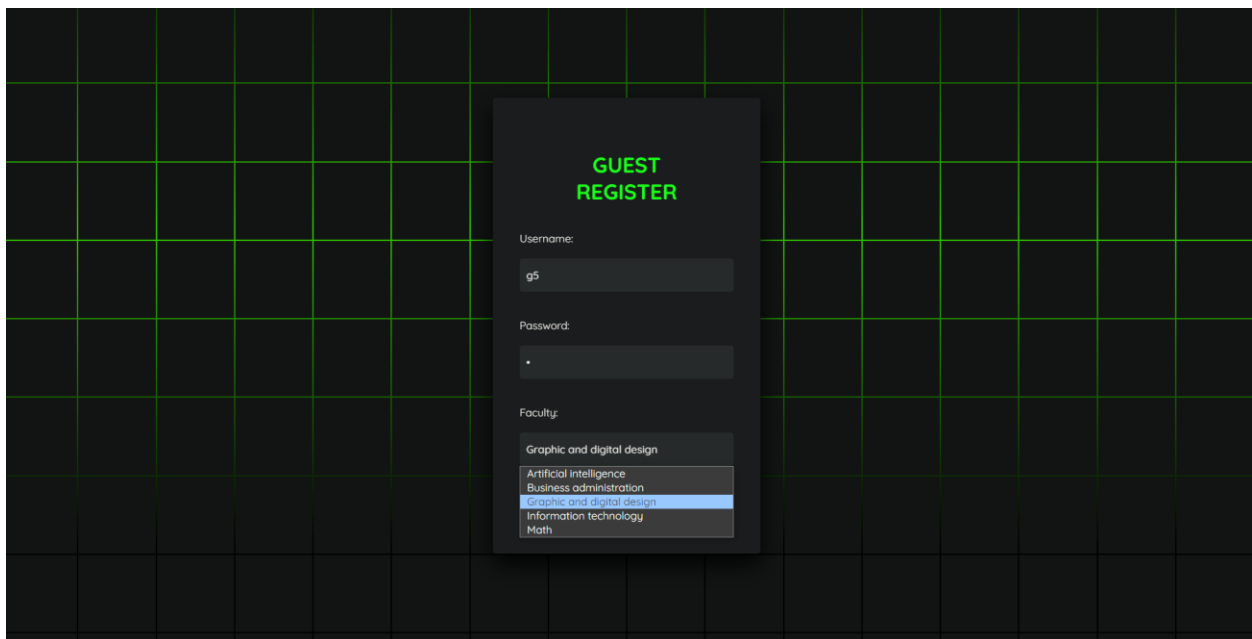 GUEST
REGISTER
Username:
g5
Password:
•
Faculty:
Graphic and digital design
Artificial intelligence
Business administration
Graphic and digital design
Information technology
Math